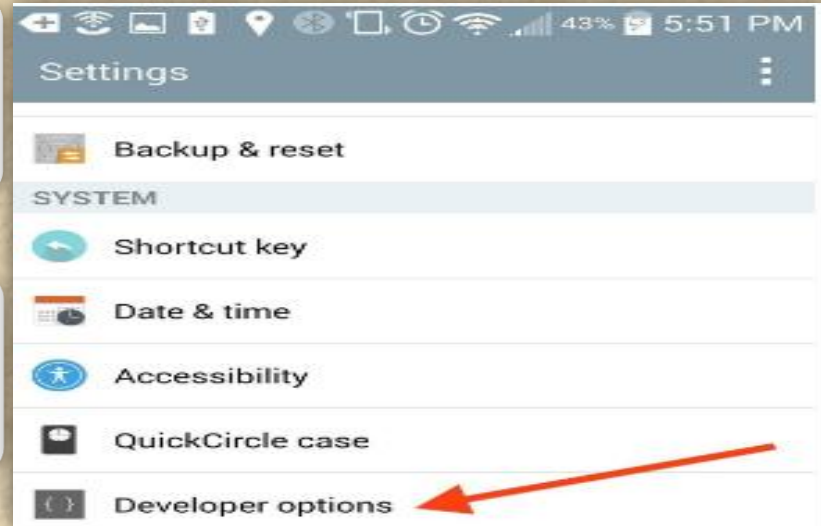 43% 5:51 PM
Settings
Backup & reset
SYSTEM
Shortcut key
Date & time
Accessibility
QuickCircle case
{ } Developer options